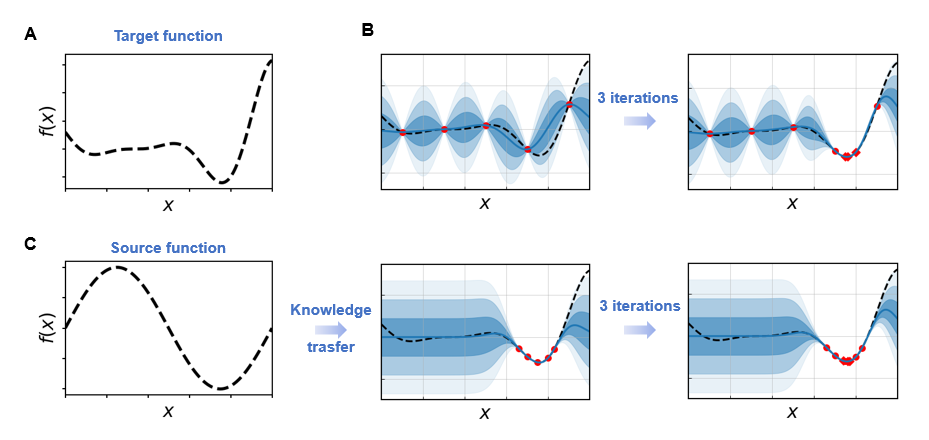 A
Target function
f(x)
x
B
3 iterations
x
x
C
Source function
f(x)
x
Knowledge
trasfer
3 iterations
x
x